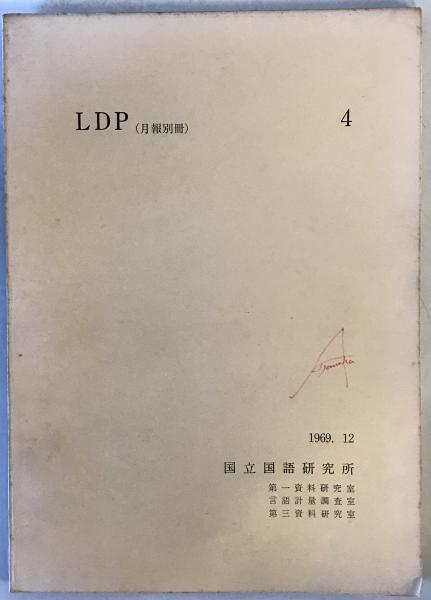 LDP（月報別冊） 4
1969. 12
国立国語研究所
第一資料研究室
言語計量調査室
第三資料研究室